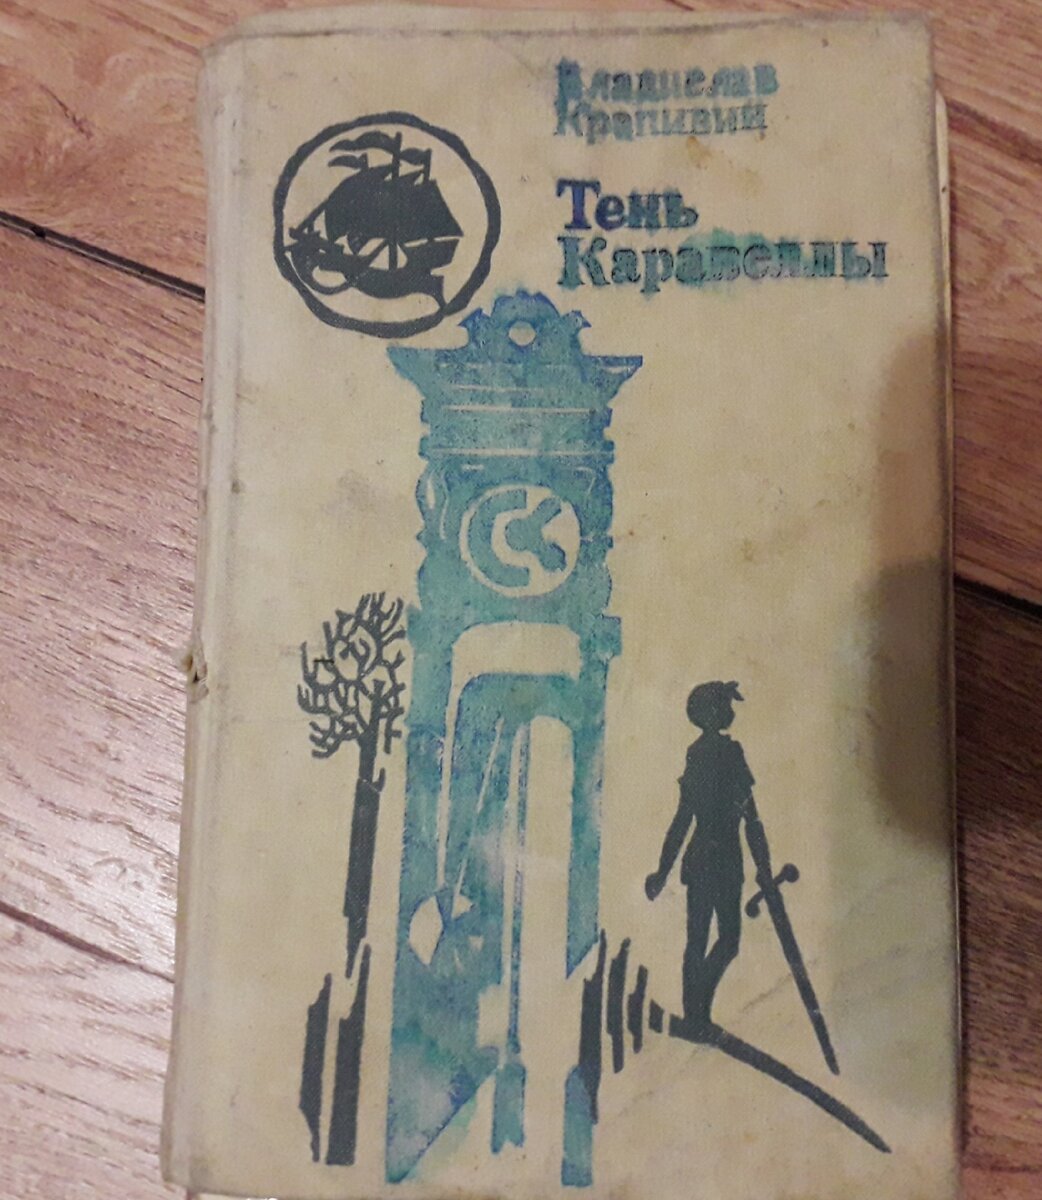 Владислав
Крапивин
Тень
Каравеллы